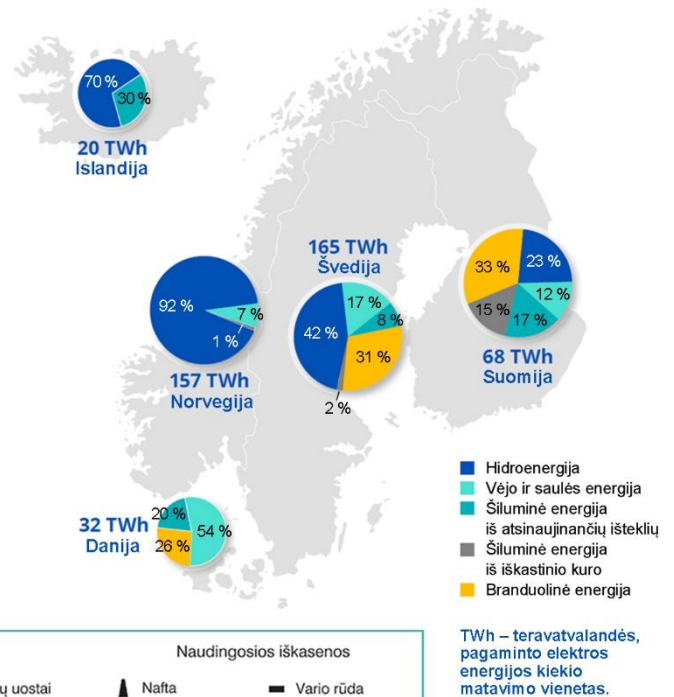 70 %
30 %
20 TWh
Islandija
165 TWh
Švedija
92 %
7 %
1 %
157 TWh
Norvegija
17 %
8 %
42 %
31 %
2 %
33 %
23 %
12 %
15 %
17 %
68 TWh
Suomija
20 %
54 %
26 %
32 TWh
Danija
Hidroenergija
Vėjo ir saulės energija
Šiluminė energija
iš atsinaujinančių išteklių
Šiluminė energija
iš iškastinio kuro
Branduolinė energija
TWh – teravatvalandės,
pagaminto elektros
energijos kiekio
matavimo vienetas.
Naudingosios iškasenos
ų uostai
Nafta
Vario rūda